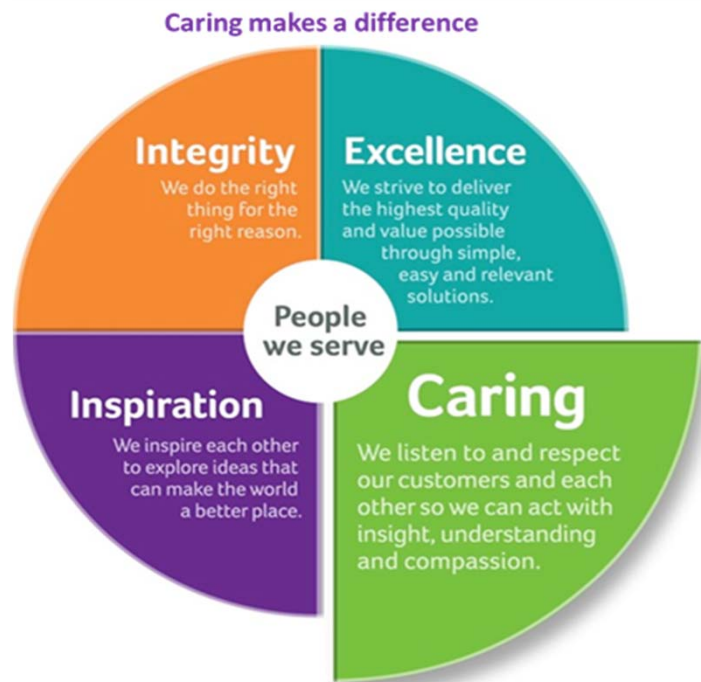 Caring makes a difference
Integrity
We do the right
thing for the
right reason.
Excellence
We strive to deliver
the highest quality
and value possible
through simple,
easy and relevant
solutions.
People
we serve
Inspiration
We inspire each other
to explore ideas that
can make the world
a better place.
Caring
We listen to and respect
our customers and each
other so we can act with
insight, understanding
and compassion.